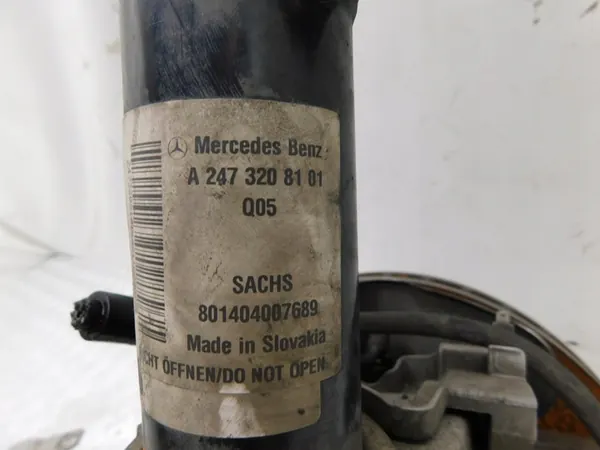 Mercedes Benz
A 247 320 81 01
Q05
SACHS
801404007689
Made in Slovakia
ÖFFNEN/DO NOT OPEN